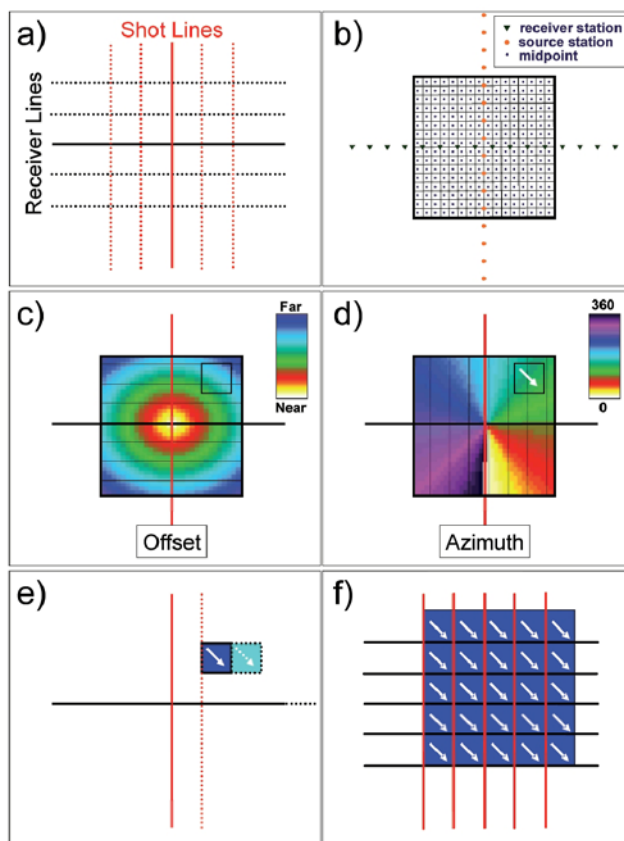 a)
Shot Lines
Receiver Lines
b)
receiver station
source station
midpoint
c)
Far
Near
Offset
d)
360
0
Azimuth
e)
f)